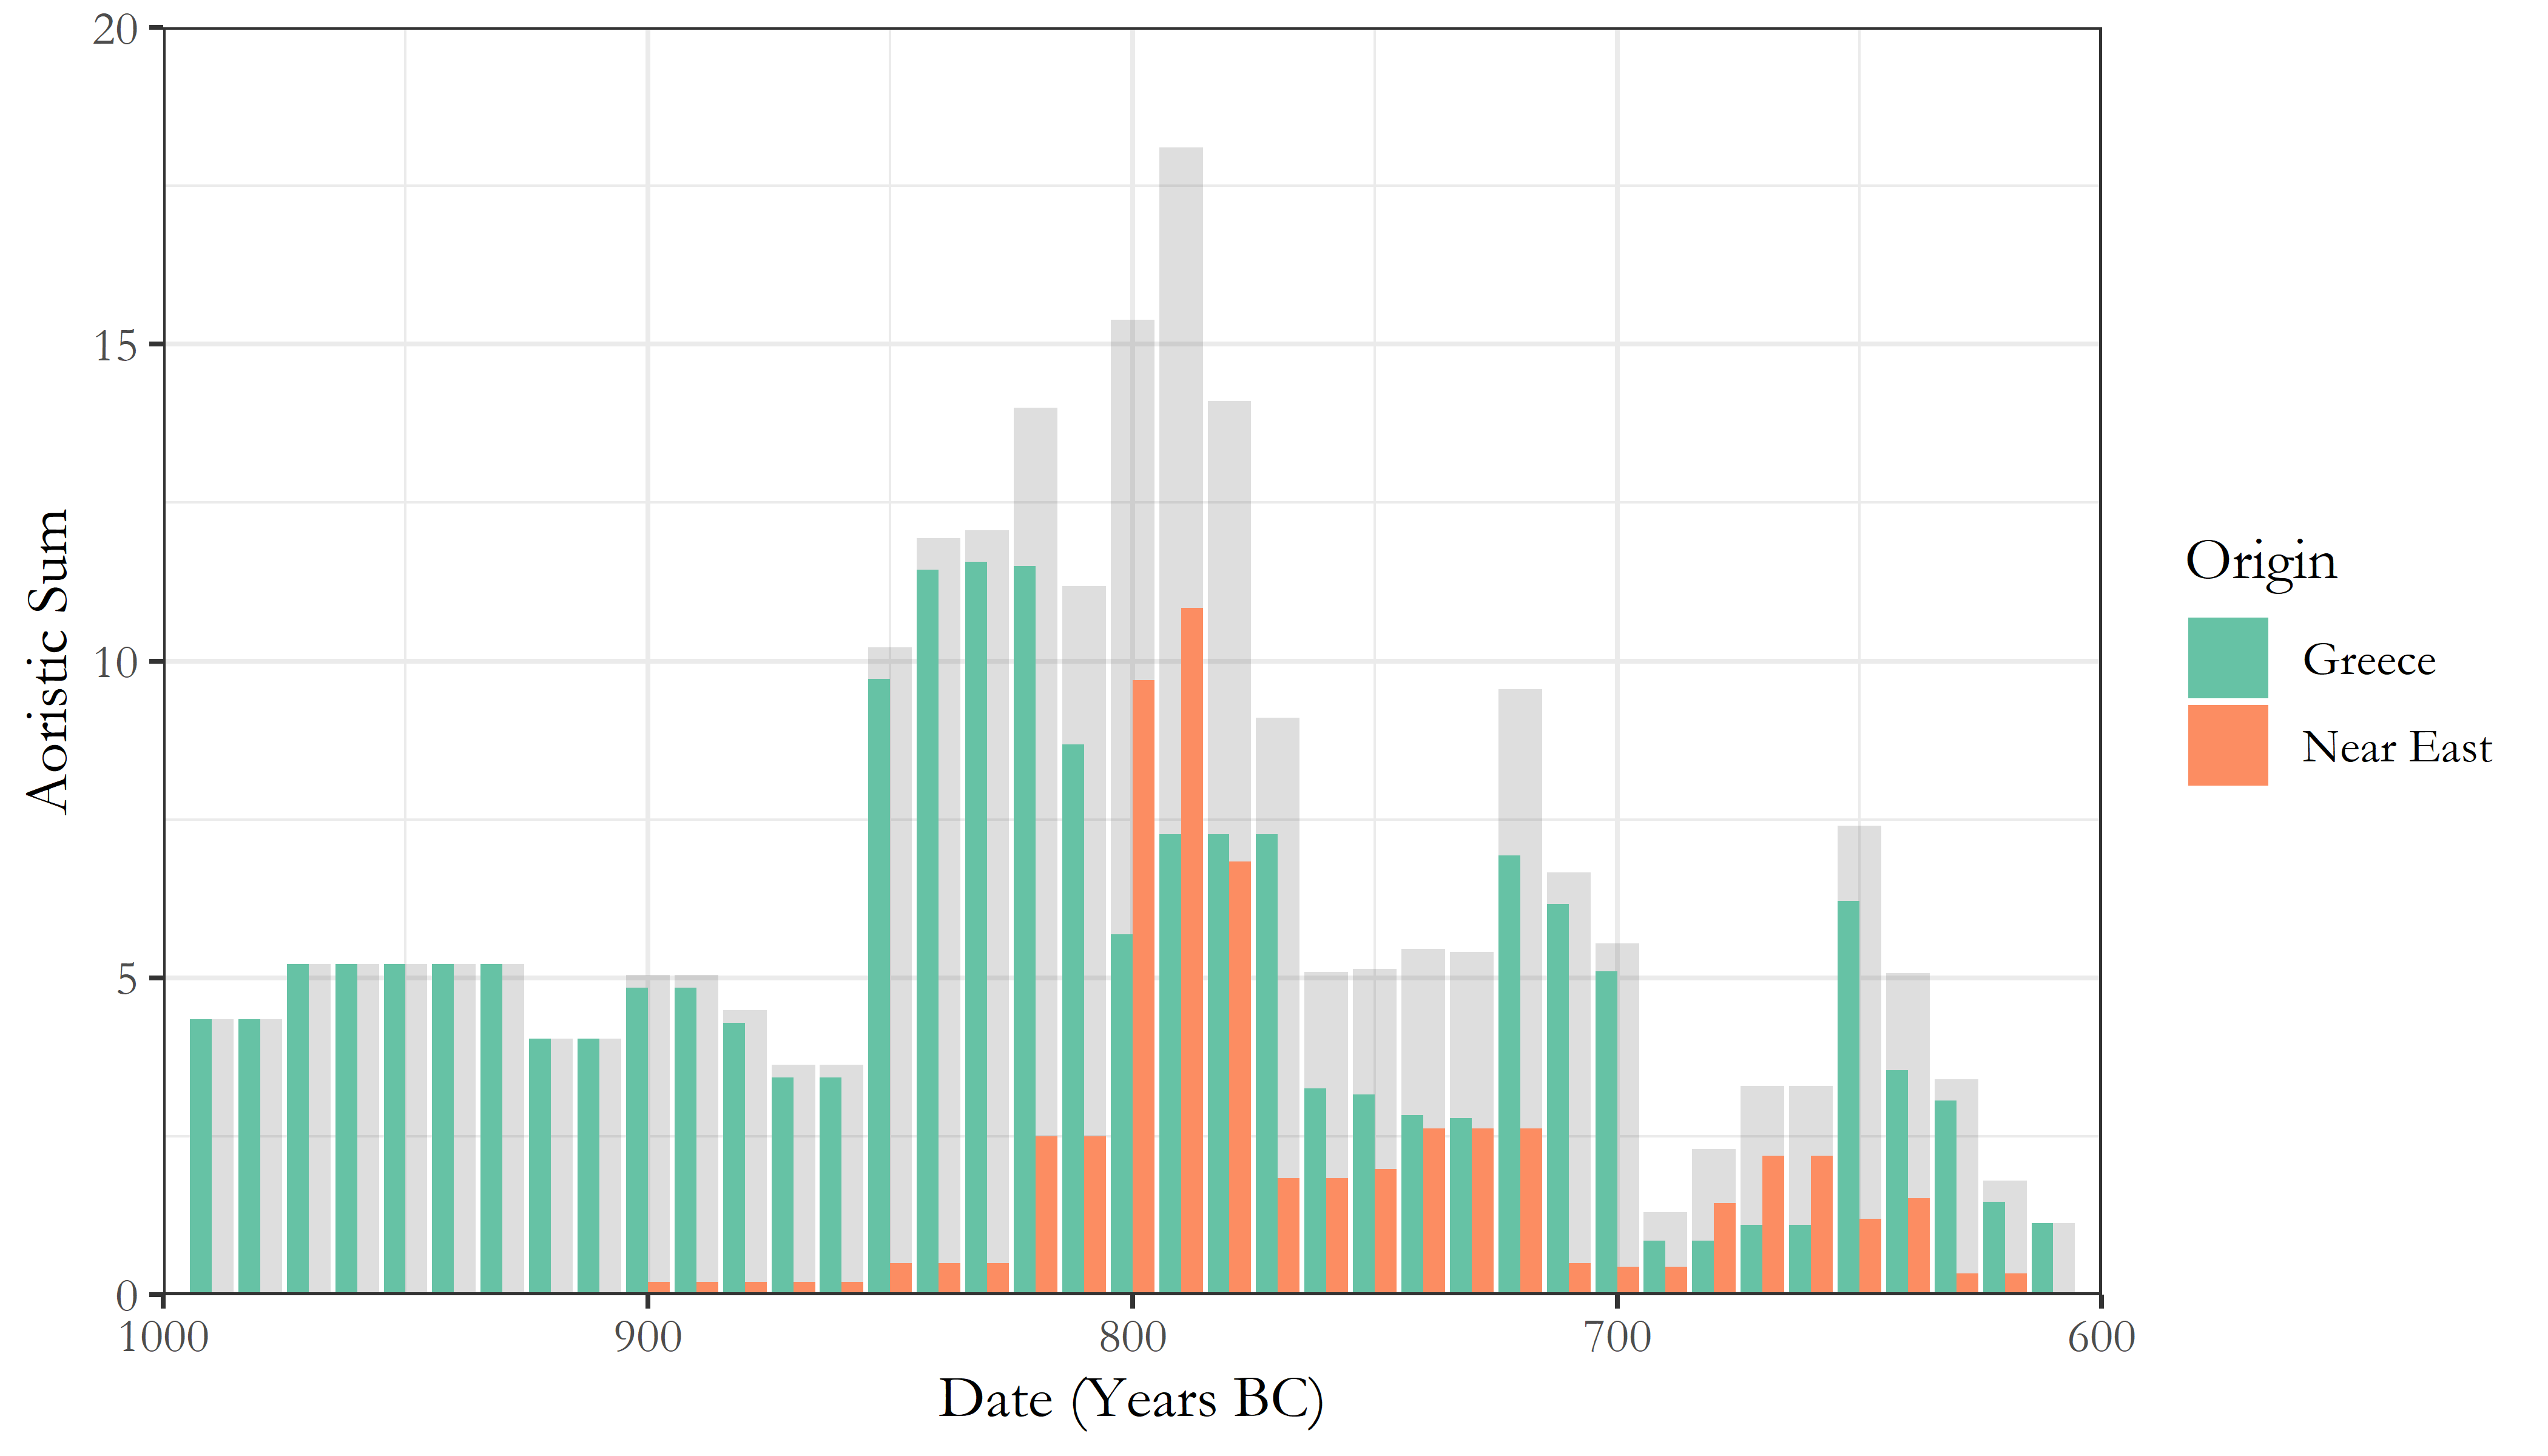 20
15
10
5
0
Aoristic Sum
1000 900 800 700 600
Date (Years BC)
Origin
Greece
Near East